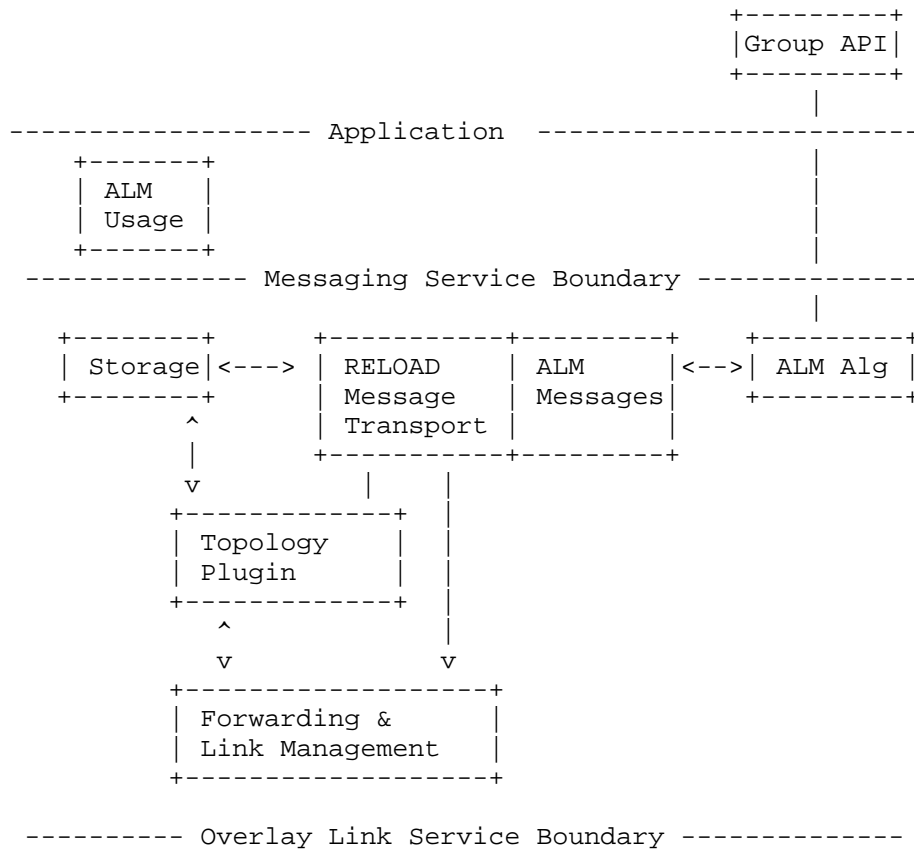 Group API
Application
ALM
Usage
Messaging Service Boundary
Storage RELOAD ALM ALM Alg
Message Messages
Transport
Topology
Plugin
Forwarding &
Link Management
Overlay Link Service Boundary